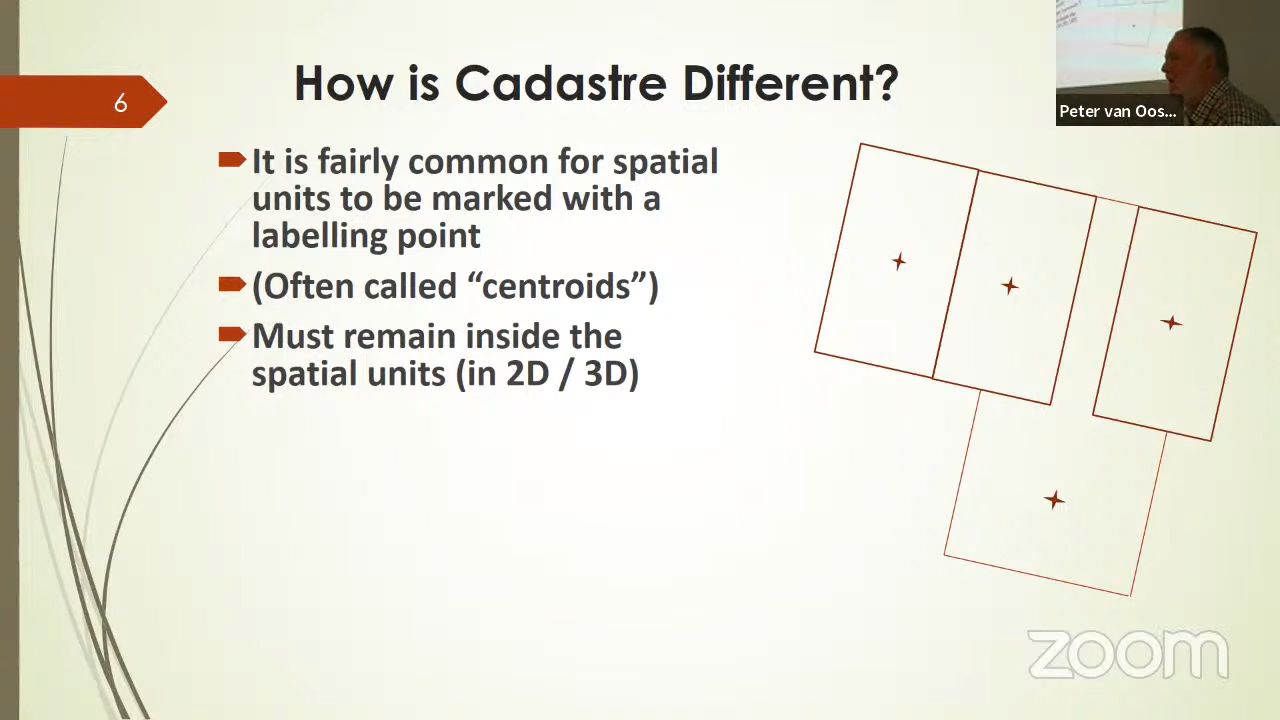 6
How is Cadastre Different?
It is fairly common for spatial
units to be marked with a
labelling point
(Often called “centroids”)
Must remain inside the
spatial units (in 2D / 3D)
Peter van Oos...
zoom